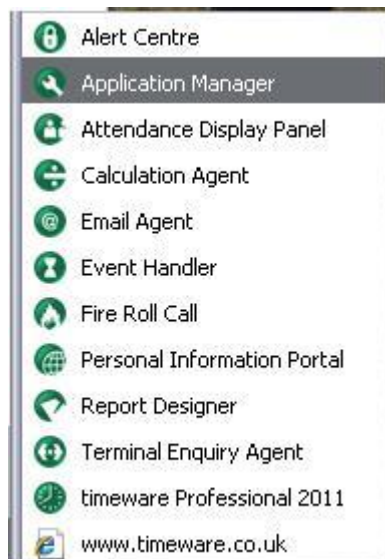 Alert Centre
Application Manager
Attendance Display Panel
Calculation Agent
Email Agent
Event Handler
Fire Roll Call
Personal Information Portal
Report Designer
Terminal Enquiry Agent
timeware Professional 2011
www.timeware.co.uk